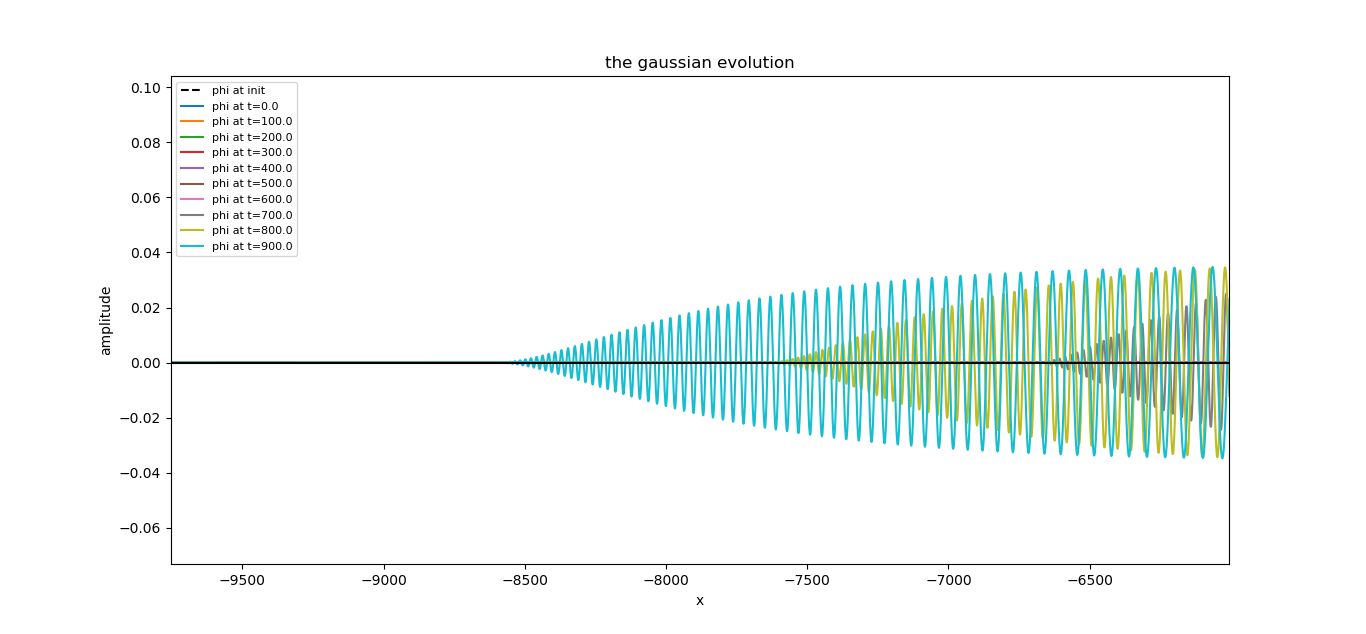 the gaussian evolution
0.10
0.08
0.06
0.04
0.02
0.00
−0.02
−0.04
−0.06
amplitude
phi at init
phi at t=0.0
phi at t=100.0
phi at t=200.0
phi at t=300.0
phi at t=400.0
phi at t=500.0
phi at t=600.0
phi at t=700.0
phi at t=800.0
phi at t=900.0
−9500 −9000 −8500 −8000 −7500 −7000 −6500
x